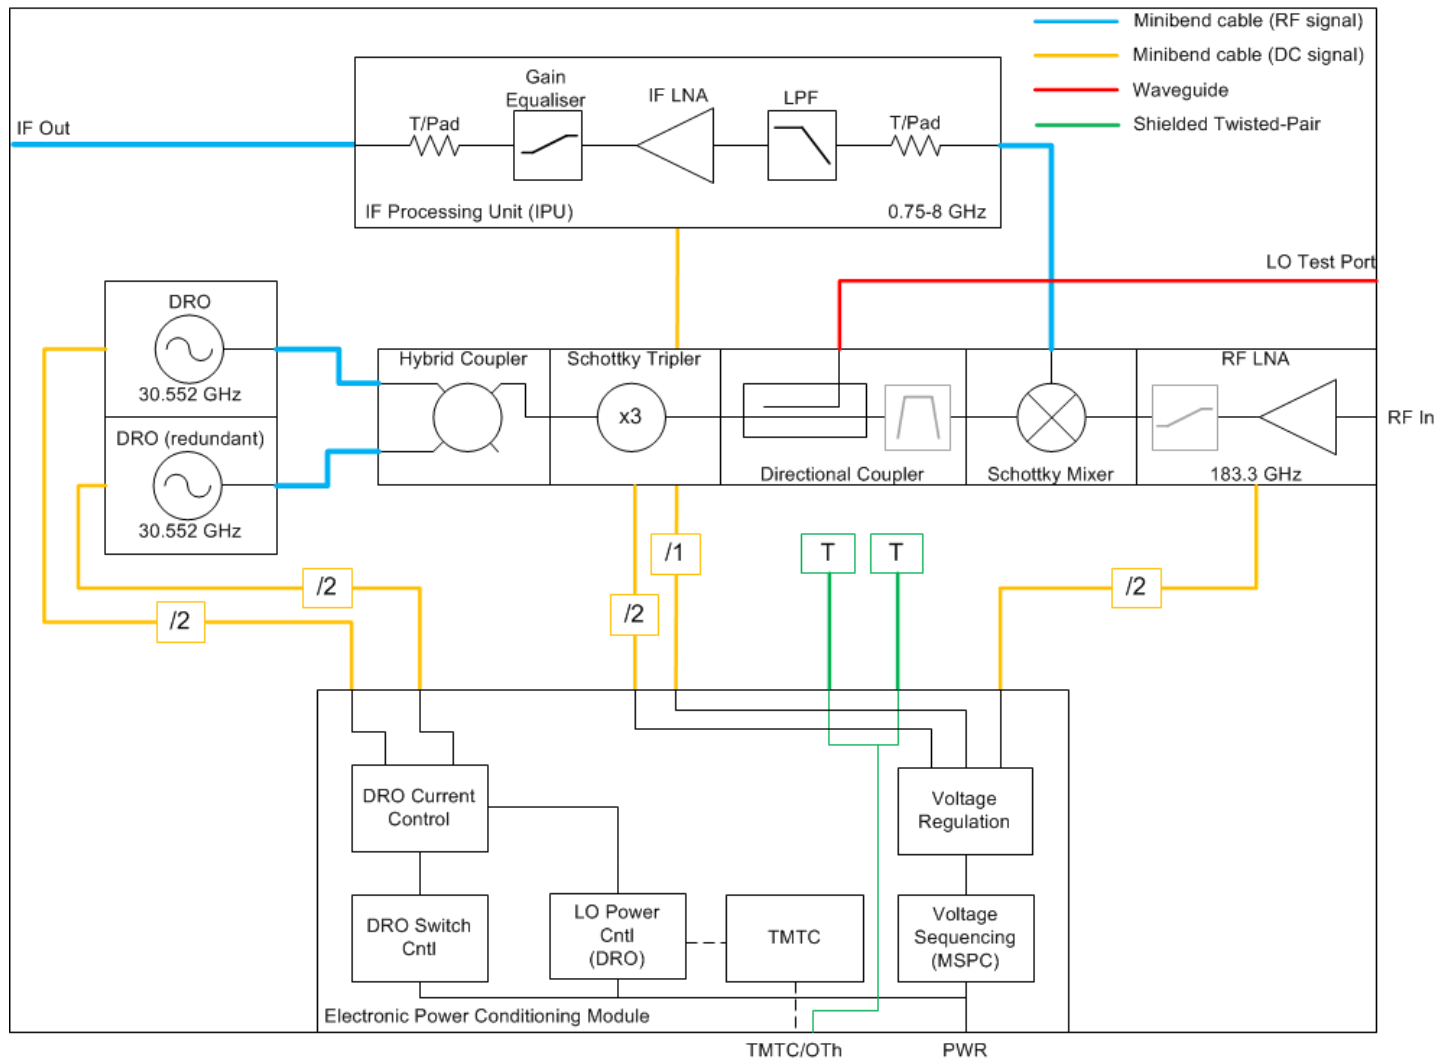 Minibend cable (RF signal)
Minibend cable (DC signal)
Waveguide
Shielded Twisted-Pair
IF Out
T/Pad
Gain
Equaliser
IF LNA
LPF
T/Pad
IF Processing Unit (IPU)
0.75-8 GHz
LO Test Port
DRO
30.552 GHz
DRO (redundant)
30.552 GHz
Hybrid Coupler
Schottky Tripler
x3
Directional Coupler
Schottky Mixer
RF LNA
183.3 GHz
RF In
/2
/2
/2
/1
T
T
/2
DRO Current
Control
Voltage
Regulation
DRO Switch
Cntl
LO Power
Cntl
(DRO)
TMTC
Voltage
Sequencing
(MSPC)
Electronic Power Conditioning Module
TMTC/OTh
PWR